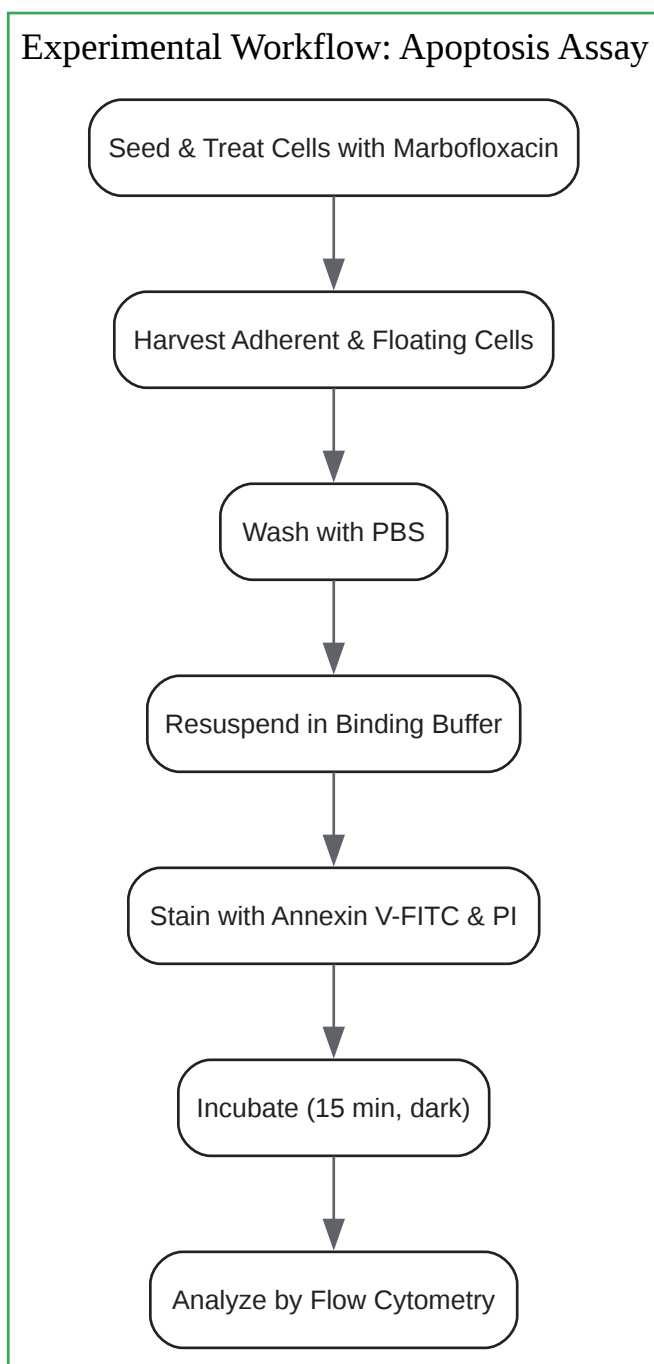 Experimental Workflow: Apoptosis Assay
Seed & Treat Cells with Marbofloxacin
Harvest Adherent & Floating Cells
Wash with PBS
Resuspend in Binding Buffer
Stain with Annexin V-FITC & PI
Incubate (15 min, dark)
Analyze by Flow Cytometry